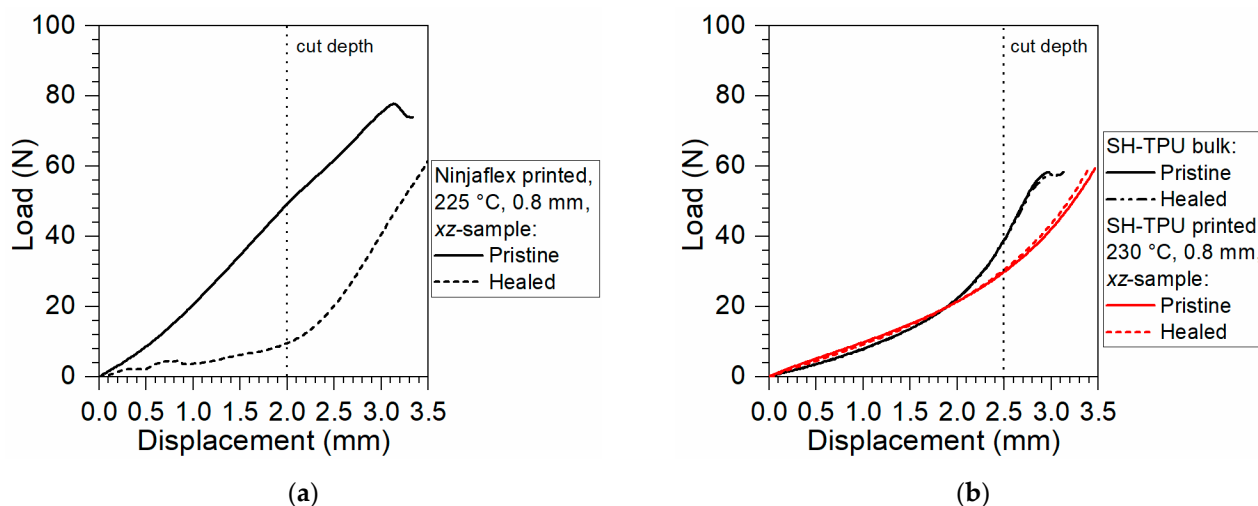 100
80
60
40
20
0
Load (N)
cut depth
0.0 0.5 1.0 1.5 2.0 2.5 3.0 3.5
Displacement (mm)
Ninjaflex printed,
225 °C, 0.8 mm,
xz-sample:
Pristine
Healed
(a)
100
80
60
40
20
0
Load (N)
cut depth
0.0 0.5 1.0 1.5 2.0 2.5 3.0 3.5
Displacement (mm)
SH-TPU bulk:
Pristine
Healed
SH-TPU printed
230 °C, 0.8 mm,
xz-sample:
Pristine
Healed
(b)